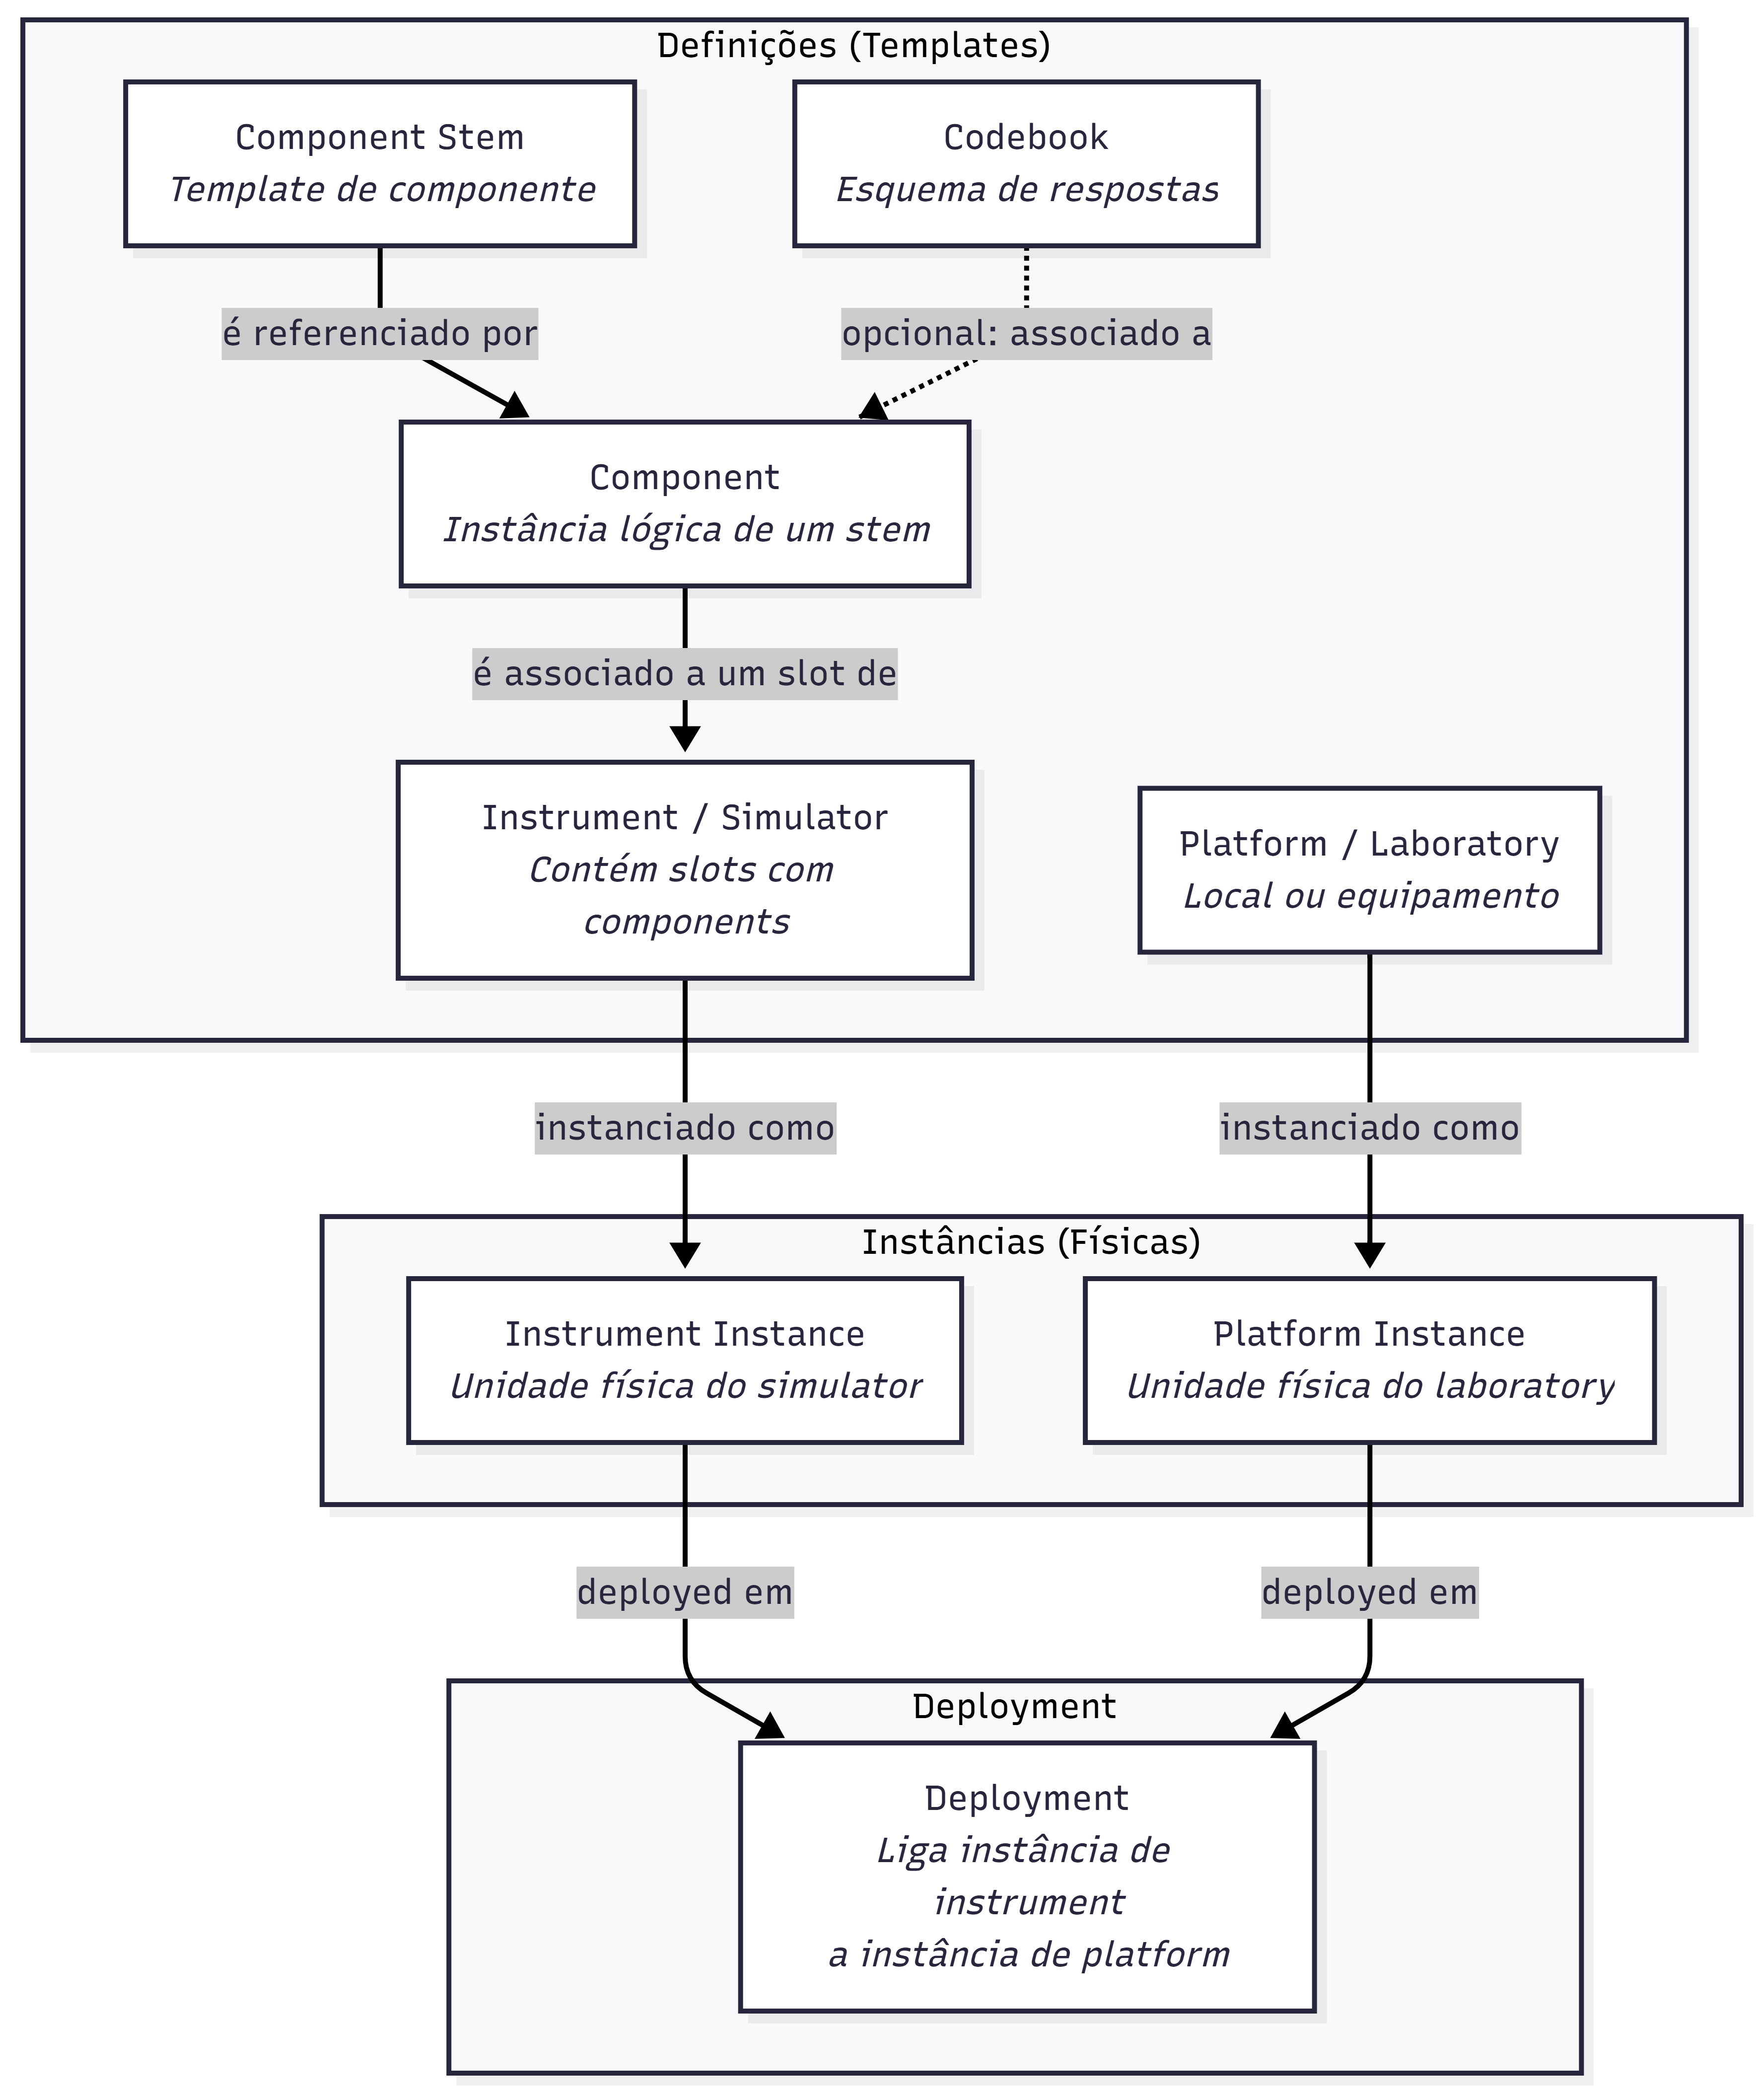 Definições (Templates)
Component Stem
Template de componente
Codebook
Esquema de respostas
é referenciado por
opcional: associado a
Component
Instância lógica de um stem
é associado a um slot de
Instrument / Simulator
Contém slots com
components
Platform / Laboratory
Local ou equipamento
instanciado como
instanciado como
Instâncias (Físicas)
Instrument Instance
Unidade física do simulator
Platform Instance
Unidade física do laboratory
deployed em
deployed em
Deployment
Deployment
Liga instância de
instrument
a instância de platform